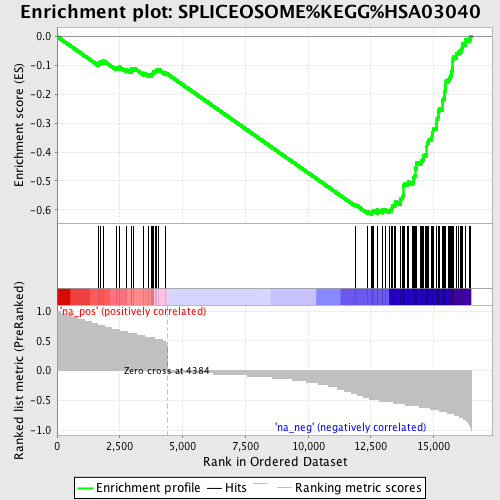 Enrichment plot: SPLICEOSOME%KEGG%HSA03040
Enrichment score (ES)
0.0
-0.1
-0.2
-0.3
-0.4
-0.5
-0.6
Ranked list metric (PreRanked)
1.0
0.5
0.0
-0.5
-1.0
'na_pos' (positively correlated)
Zero cross at 4384
'na_neg' (negatively correlated)
0
2,500
5,000
7,500
10,000
12,500
15,000
Rank in Ordered Dataset
Enrichment profile
Hits
Ranking metric scores